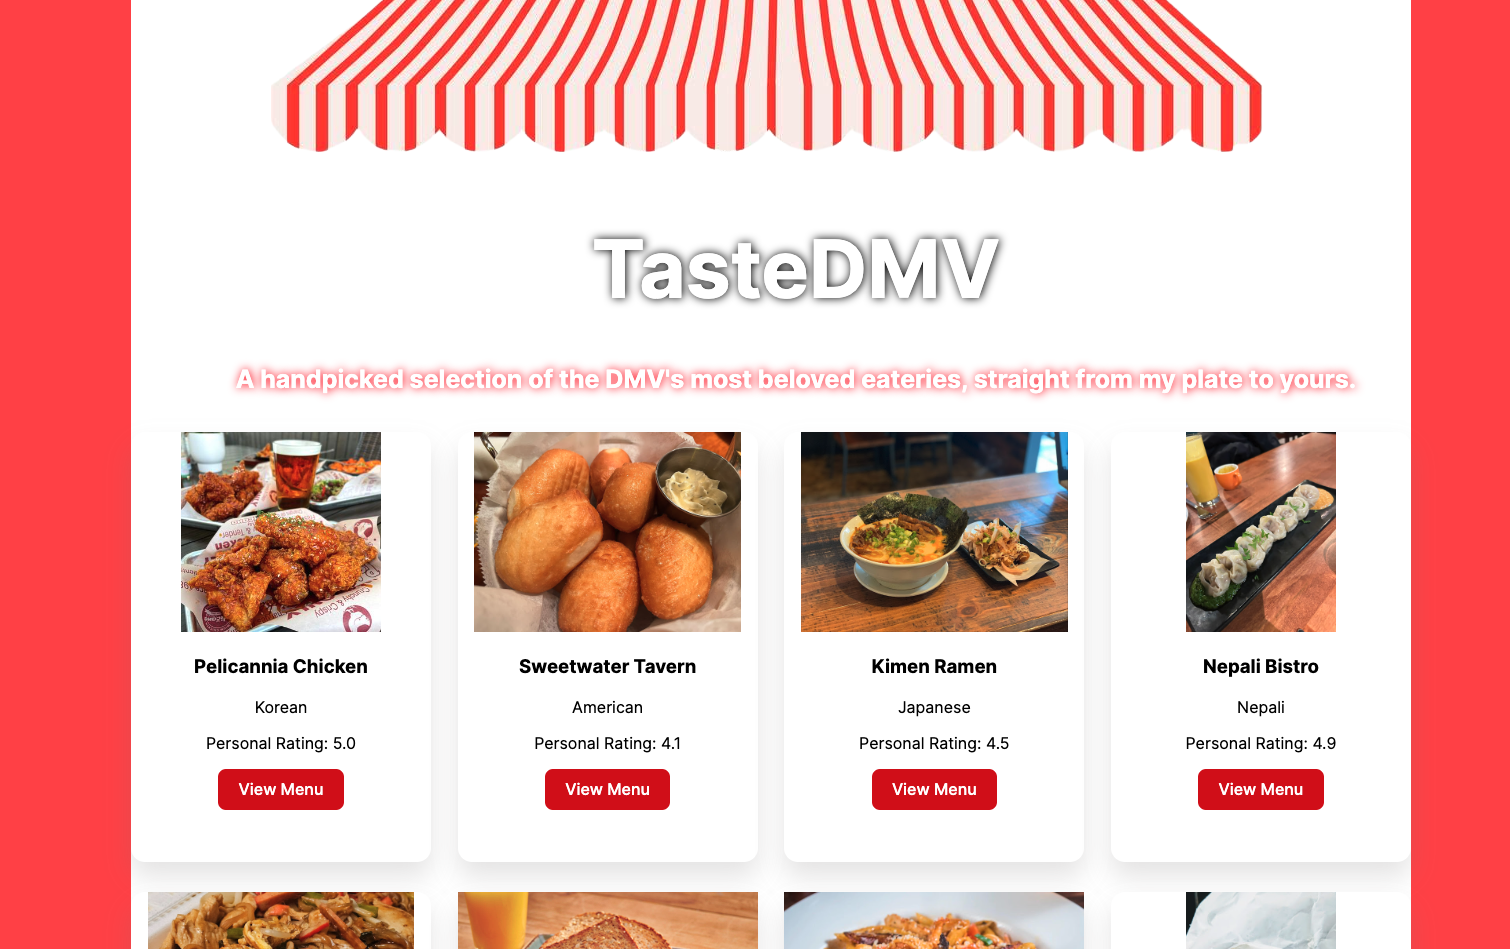 TasteDMV
A handpicked selection of the DMV's most beloved eateries, straight from my plate to yours.
Pelicannia Chicken
Sweetwater Tavern
Kimen Ramen
Nepali Bistro
Korean
American
Japanese
Nepali
Personal Rating: 5.0
Personal Rating: 4.1
Personal Rating: 4.5
Personal Rating: 4.9
View Menu
View Menu
View Menu
View Menu